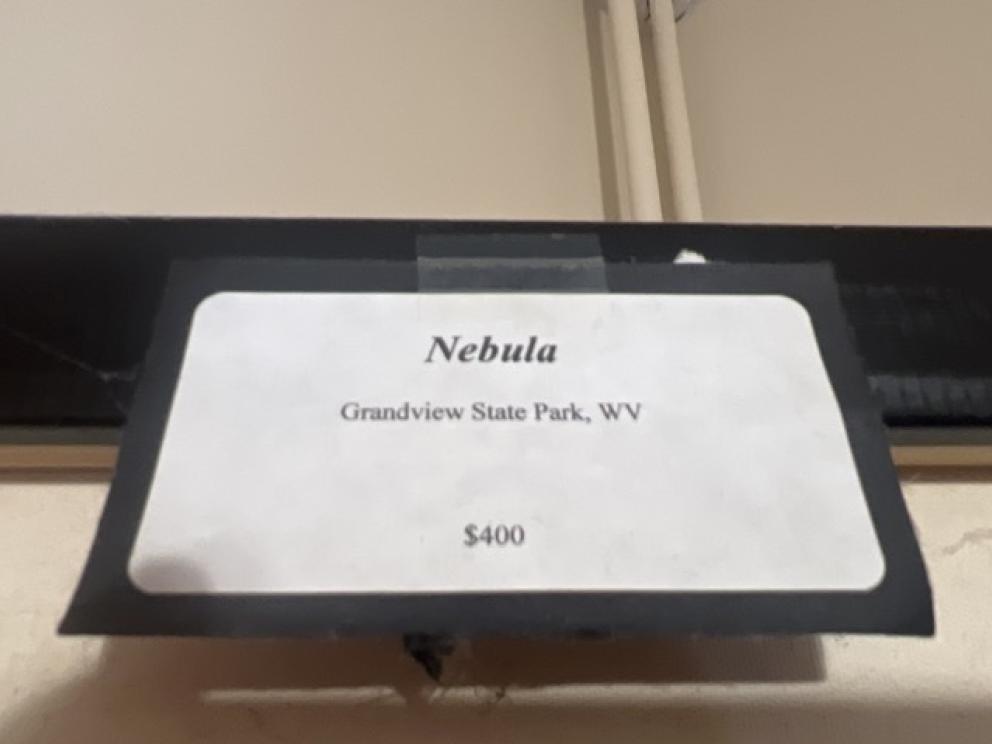 Nebula
Grandview State Park, WV
$400